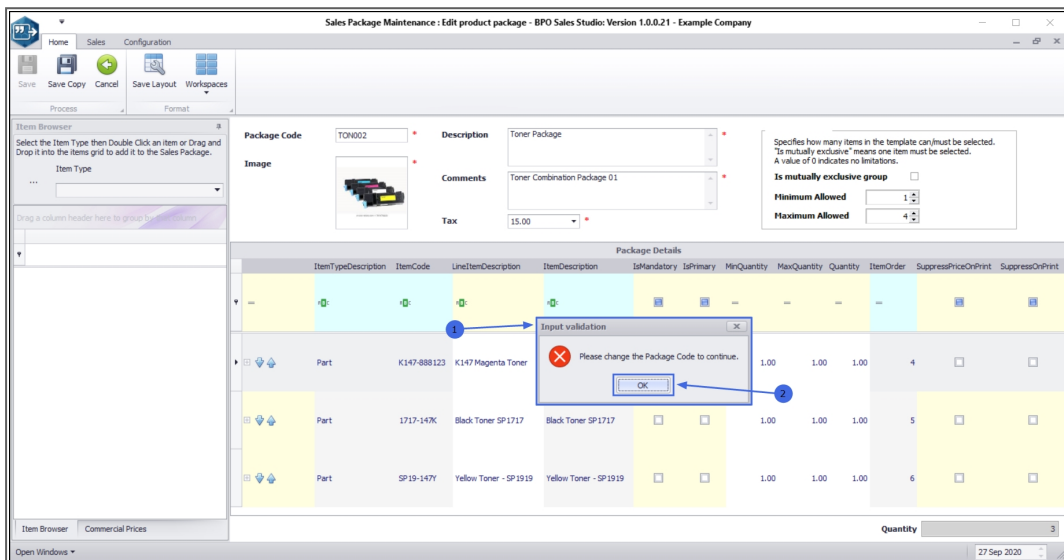 Sales Package Maintenance : Edit product package - BPO Sales Studio: Version 1.0.0.21 - Example Company
Home Sales Configuration
Save Save Copy Cancel Save Layout Workspaces
Process Format
Item Browser
Select the Item Type then Double Click an item or Drag and
Drop it into the items grid to add it to the Sales Package.
Item Type
...
Drag a column header here to group by that column
Package Code TON002 * Description Toner Package *
Image * Comments Toner Combination Package 01 *
Tax 15.00 *
Specifies how many items in the template can/must be selected.
"Is mutually exclusive" means one item must be selected.
A value of 0 indicates no limitations.
Is mutually exclusive group
Minimum Allowed 1
Maximum Allowed 4
Package Details
ItemTypeDescription ItemCode LineItemDescription ItemDescription IsMandatory IsPrimary MinQuantity MaxQuantity Quantity ItemOrder SuppressPriceOnPrint SuppressOnPrint
= = = = =
1 Input validation
Please change the Package Code to continue.
OK
2
Part K147-888123 K147 Magenta Toner 1.00 1.00 1.00 4
Part 1717-147K Black Toner SP1717 Black Toner SP1717 1.00 1.00 1.00 5
Part SP19-147Y Yellow Toner - SP1919 Yellow Toner - SP1919 1.00 1.00 1.00 6
Item Browser Commercial Prices
Quantity 3
Open Windows 27 Sep 2020